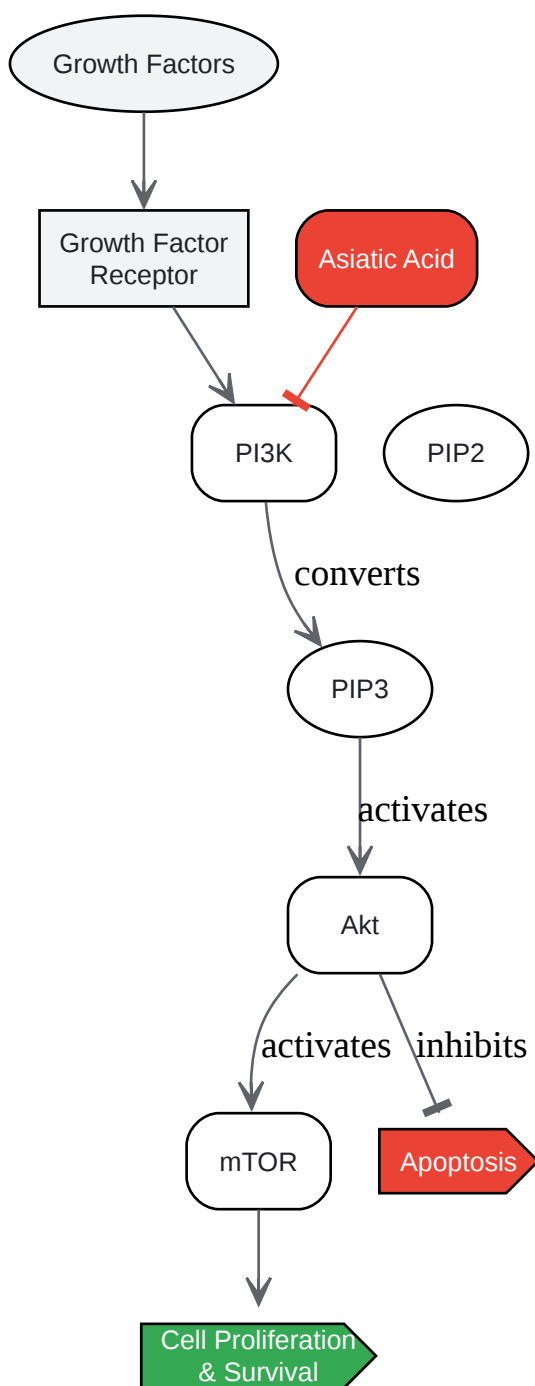 Growth Factors
Growth Factor
Receptor
Asiatic Acid
PI3K
PIP2
converts
PIP3
activates
Akt
activates
inhibits
mTOR
Apoptosis
Cell Proliferation
& Survival